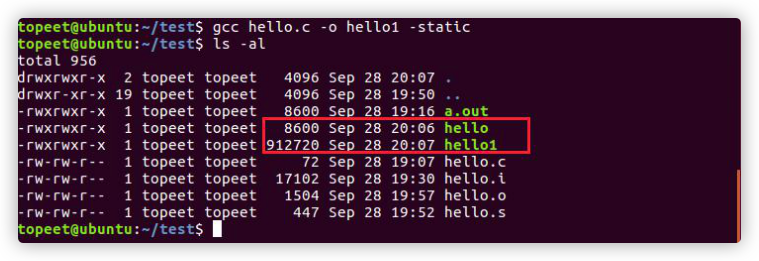 topeet@ubuntu:~/test$ gcc hello.c -o hello1 -static
topeet@ubuntu:~/test$ ls -al
total 956
drwxrwxr-x  2 topeet topeet   4096 Sep 28 20:07 .
drwxr-xr-x 19 topeet topeet   4096 Sep 28 19:50 ..
-rwxrwxr-x  1 topeet topeet   8600 Sep 28 19:16 a.out
-rwxrwxr-x  1 topeet topeet   8600 Sep 28 20:06 hello
-rwxrwxr-x  1 topeet topeet 912720 Sep 28 20:07 hello1
-rw-rw-r--  1 topeet topeet     72 Sep 28 19:07 hello.c
-rw-rw-r--  1 topeet topeet  17102 Sep 28 19:30 hello.i
-rw-rw-r--  1 topeet topeet   1504 Sep 28 19:57 hello.o
-rw-rw-r--  1 topeet topeet    447 Sep 28 19:52 hello.s
topeet@ubuntu:~/test$